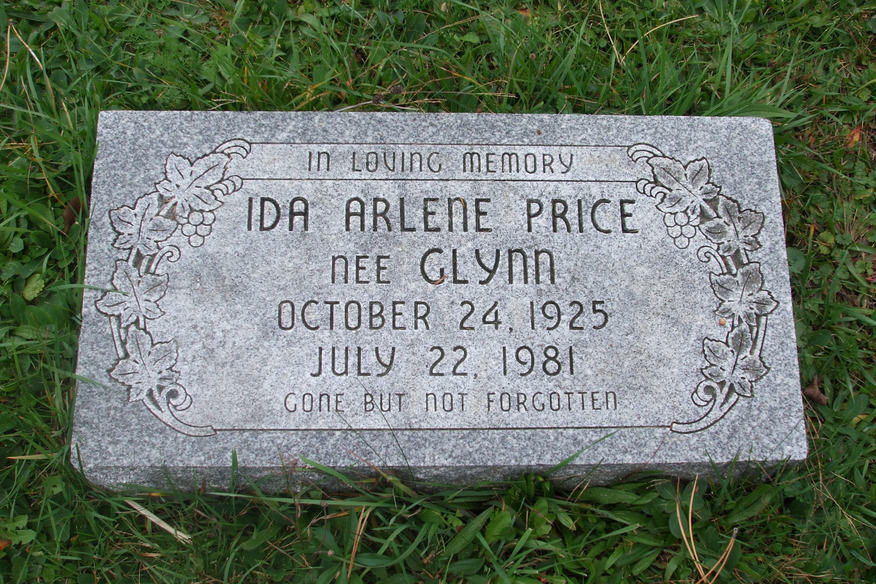 IN LOVING MEMORY
IDA ARLENE PRICE
NEE GLYNN
OCTOBER 24, 1925
JULY 22, 1981
GONE BUT NOT FORGOTTEN